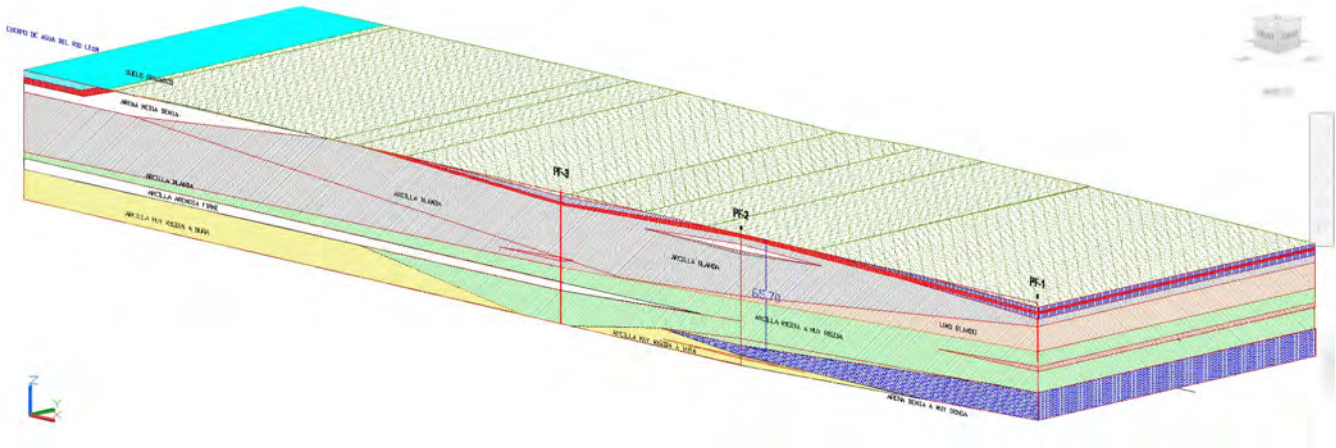 CUERPO DE AGUA DEL RIO LEON
SUELO ORGANICO
ARENA MEDIA DENSA
PF-3
ARCILLA BLANDA
ARCILLA BLANDA
PF-2
ARCILLA ARENOSA FIRME
ARCILLA MUY RIGIDA A DURA
ARCILLA BLANDA
PF-1
65.70
ARCILLA RIGIDA A MUY RIGIDA
LIMO BLANDO
ARCILLA MUY RIGIDA A DURA
ARENA DENSA A MUY DENSA
Z
Y
X